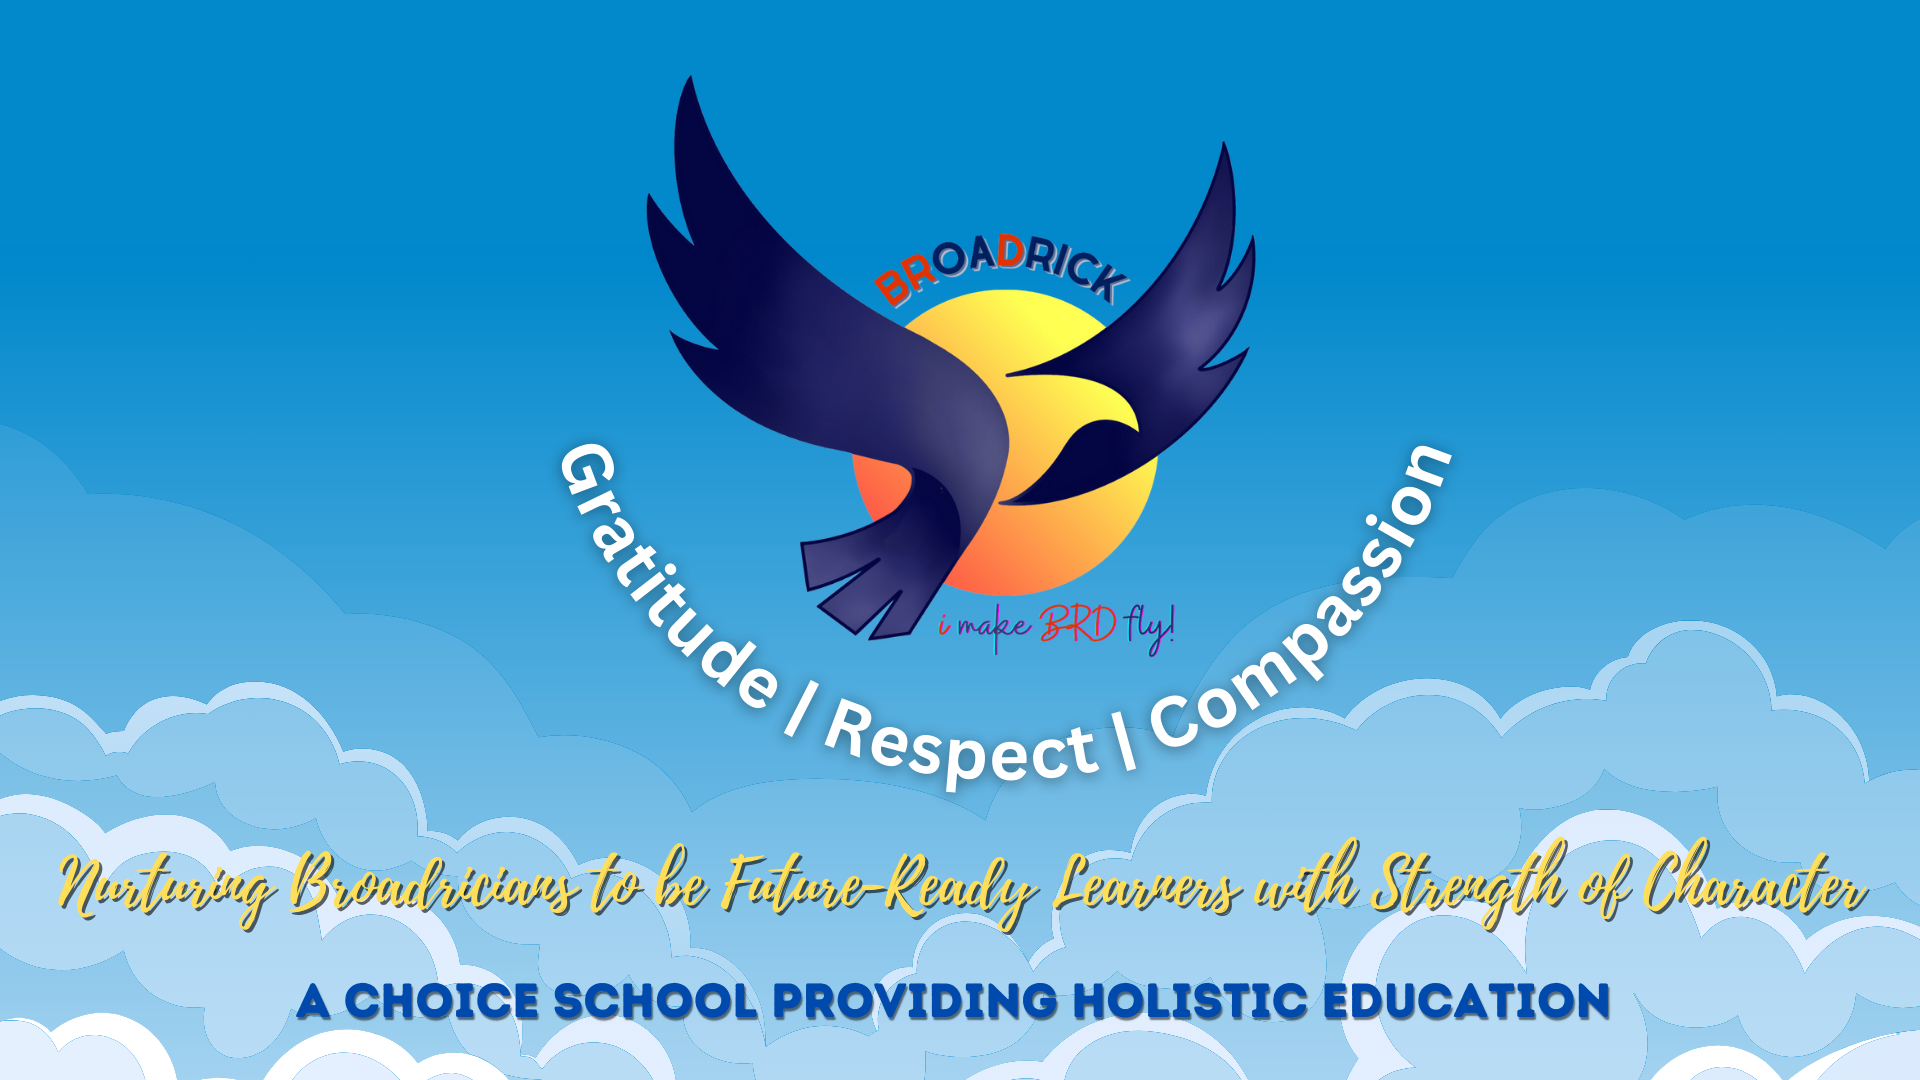 BROADRICK
i make BRD fly!
Gratitude | Respect | Compassion
Nurturing Broadricians to be Future-Ready Learners with Strength of Character
A CHOICE SCHOOL PROVIDING HOLISTIC EDUCATION